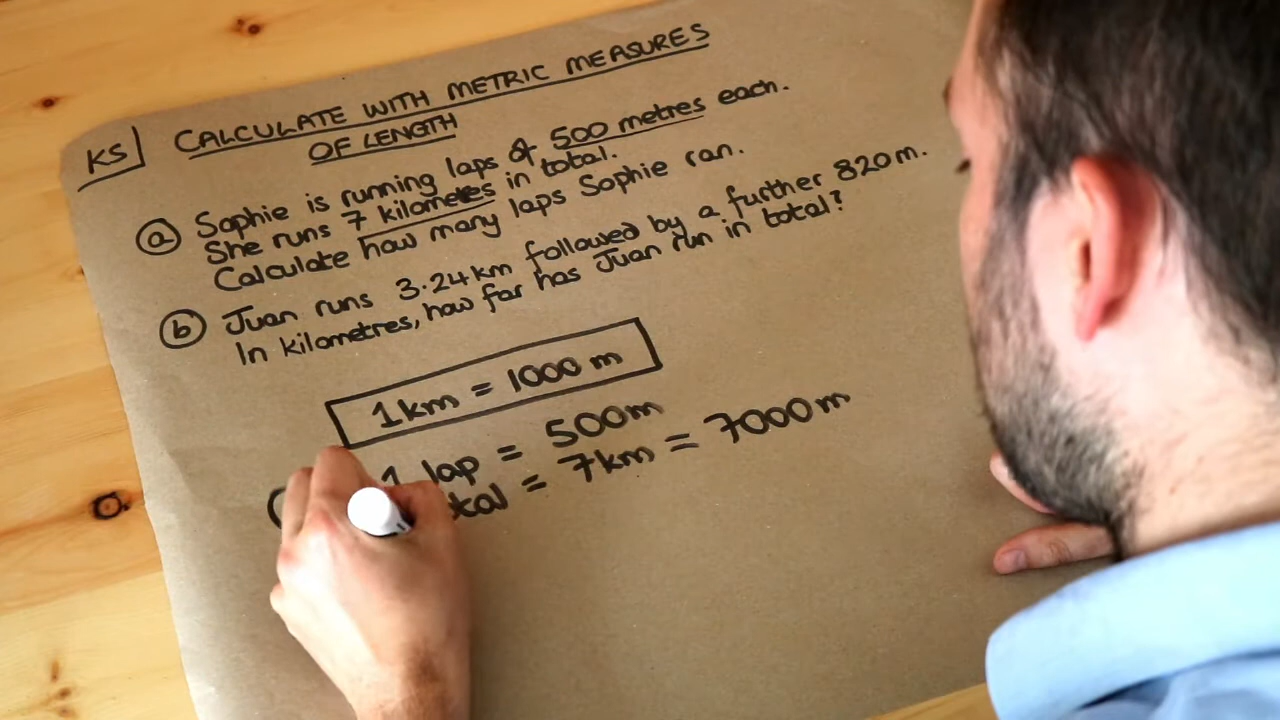 KS
CALCULATE WITH METRIC MEASURES
OF LENGTH
a Sophie is running laps of 500 metres each.
She runs 7 kilometres in total.
Calculate how many laps Sophie ran.
b Juan runs 3.24km followed by a further 820m.
In kilometres, how far has Juan run in total?
1km = 1000 m
1 lap = 500m
= 7km = 7000m